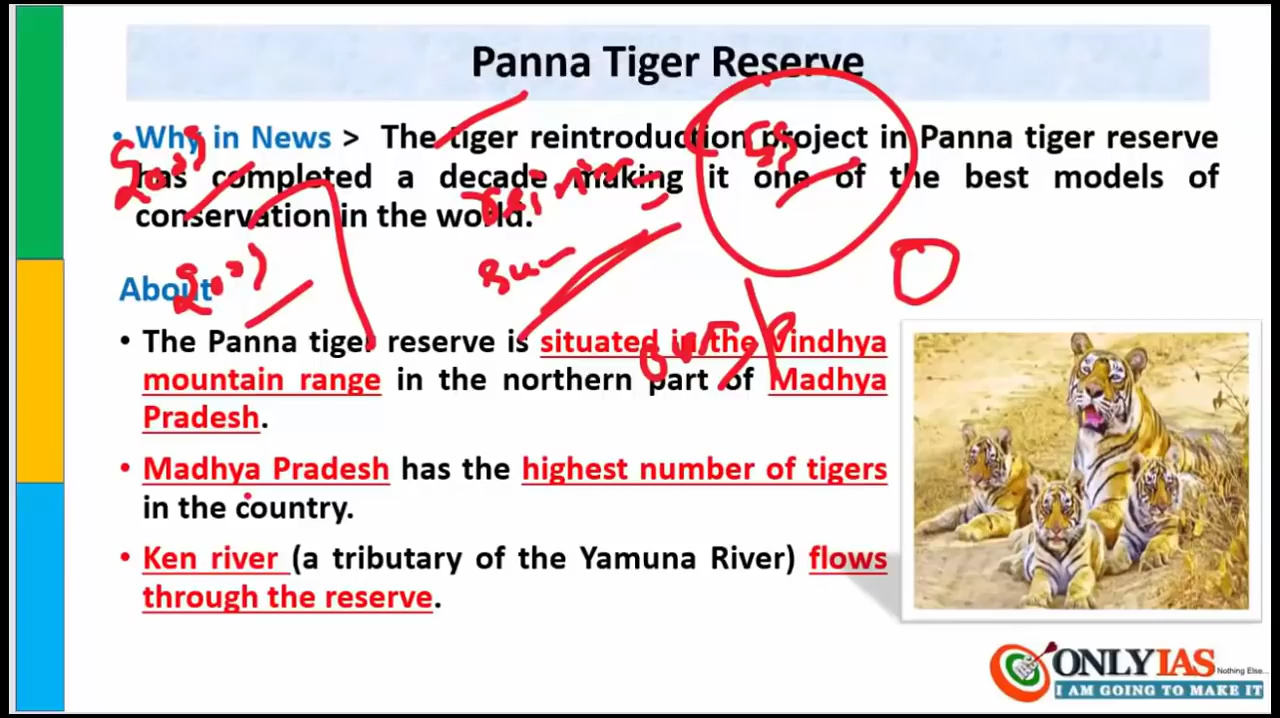 Panna Tiger Reserve
• Why in News > The tiger reintroduction project in Panna tiger reserve
has completed a decade making it one of the best models of
conservation in the world.
About
• The Panna tiger reserve is situated in the Vindhya
mountain range in the northern part of Madhya
Pradesh.
• Madhya Pradesh has the highest number of tigers
in the country.
• Ken river (a tributary of the Yamuna River) flows
through the reserve.
ONLYIAS
Nothing Else...
I AM GOING TO MAKE IT